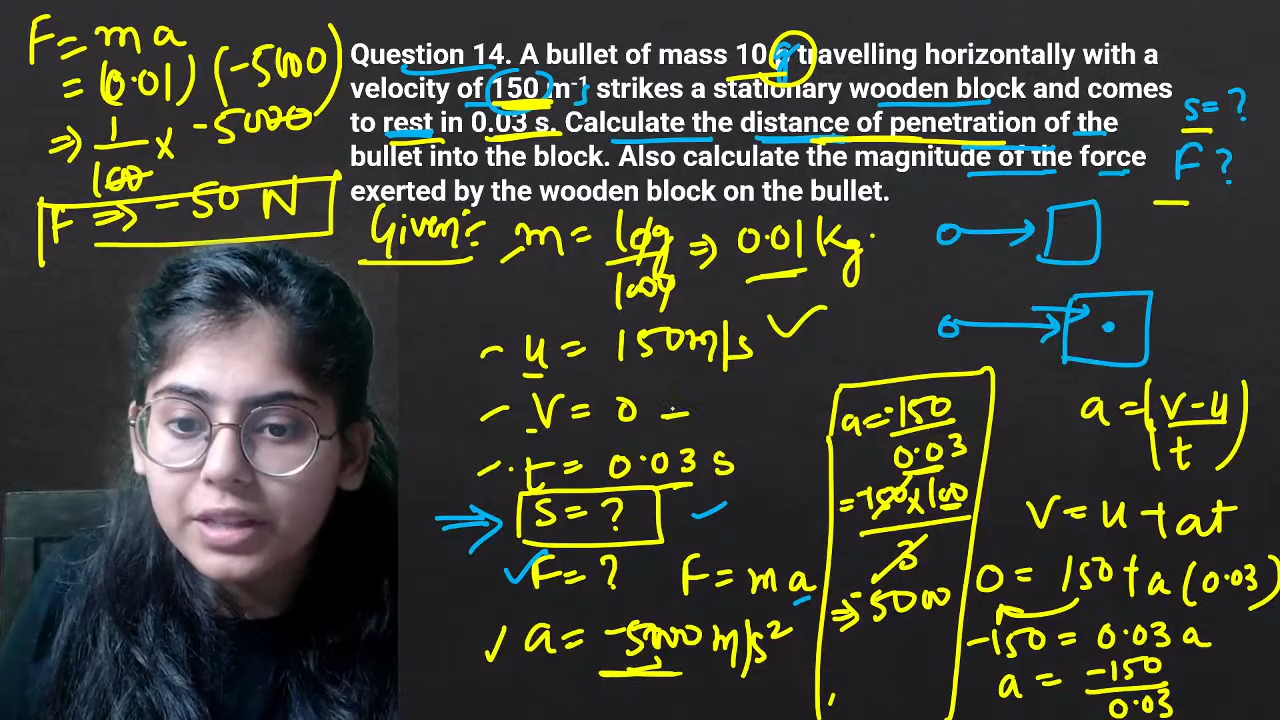 F = ma
= (0.01) (-5000)
⇒ 1/100 × -5000
F ⇒ -50 N
Question 14. A bullet of mass 10 g travelling horizontally with a
velocity of 150 m⁻¹s strikes a stationary wooden block and comes
to rest in 0.03 s. Calculate the distance of penetration of the
bullet into the block. Also calculate the magnitude of the force
exerted by the wooden block on the bullet.
s = ?
F ?
Given:- m = 10g/1000 ⇒ 0.01 kg.
- u = 150 m/s ✓
- V = 0 -
- t = 0.03 s
⇒ S = ? ✓
✓ F = ? F = ma
✓ a = -5000 m/s²
a = -150/0.03
= -150×100/3
⇒ -5000
a = (v-u/t)
V = u + at
0 = 150 + a (0.03)
-150 = 0.03 a
a = -150/0.03